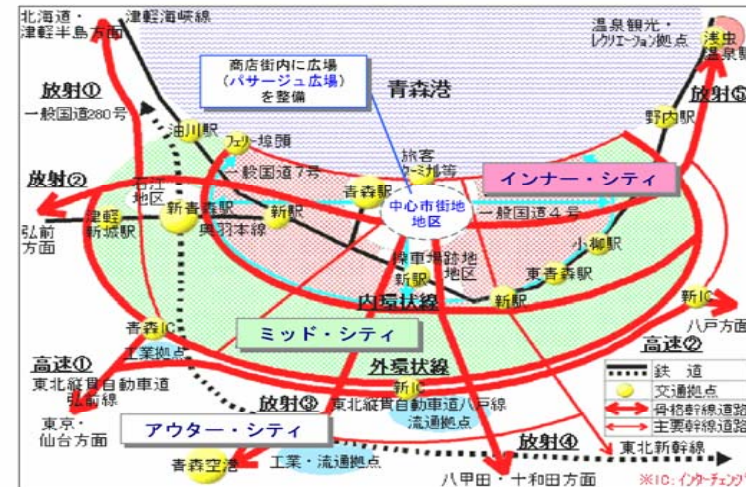 北海道・
津軽半島方面
津軽海峡線
温泉観光・
レクリエーション拠点
浅虫
温泉駅
商店街内に広場
（パサージュ広場）
を整備
青森港
放射①
一般国道280号
放射⑤
野内駅
油川駅
フェリー埠頭
旅客
ターミナル等
一般国道7号
インナー・シティ
石江
地区
放射②
青森駅
中心市街地
地区
一般国道4号
津軽
新城駅
新青森駅
新駅
奥羽本線
弘前
方面
操車場跡地
地区
新駅
小柳駅
東青森駅
新駅
内環状線
新IC
八戸方面
青森IC
ミッド・シティ
工業拠点
外環状線
高速②
高速①
東北縦貫自動車道
弘前線
新IC
東北縦貫自動車道八戸線
流通拠点
放射③
東京・
仙台方面
アウター・シティ
放射④
東北新幹線
青森空港
工業・流通拠点
八甲田・十和田方面
鉄　道
交通拠点
骨格幹線道路
主要幹線道路
※IC：インターチェンジ